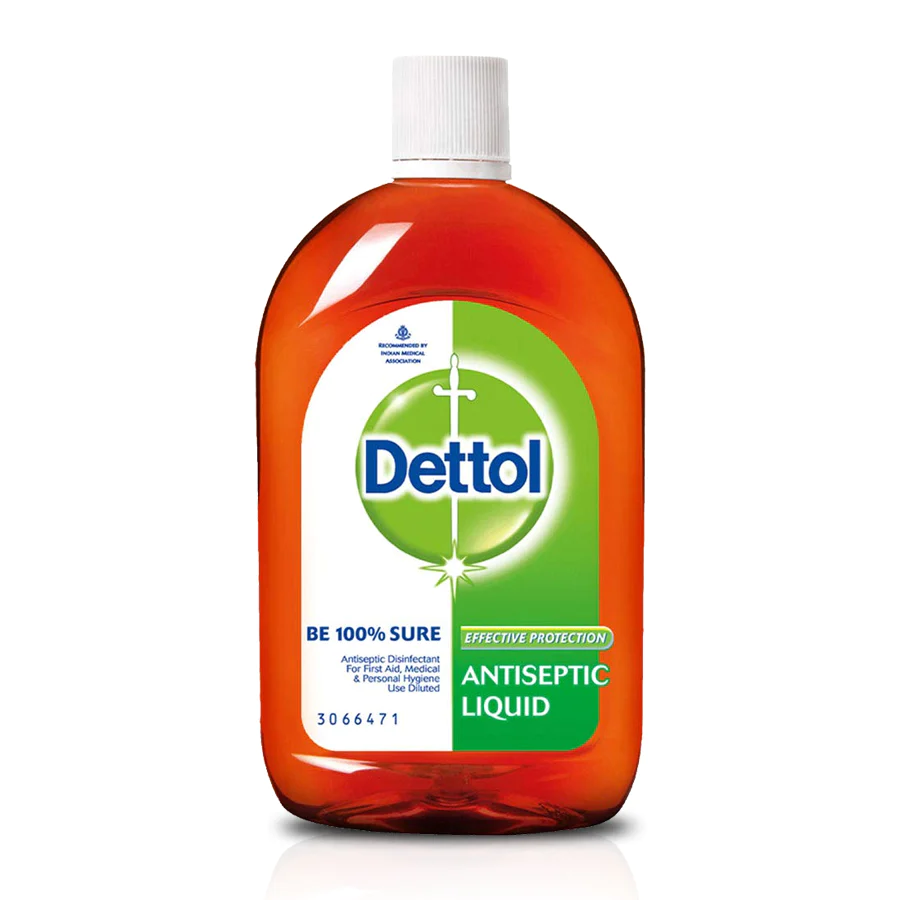 RECOMMENDED BY
INDIAN MEDICAL
ASSOCIATION
Dettol
BE 100% SURE
Antiseptic Disinfectant
For First Aid, Medical
& Personal Hygiene
Use Diluted
3066471
EFFECTIVE PROTECTION
ANTISEPTIC
LIQUID